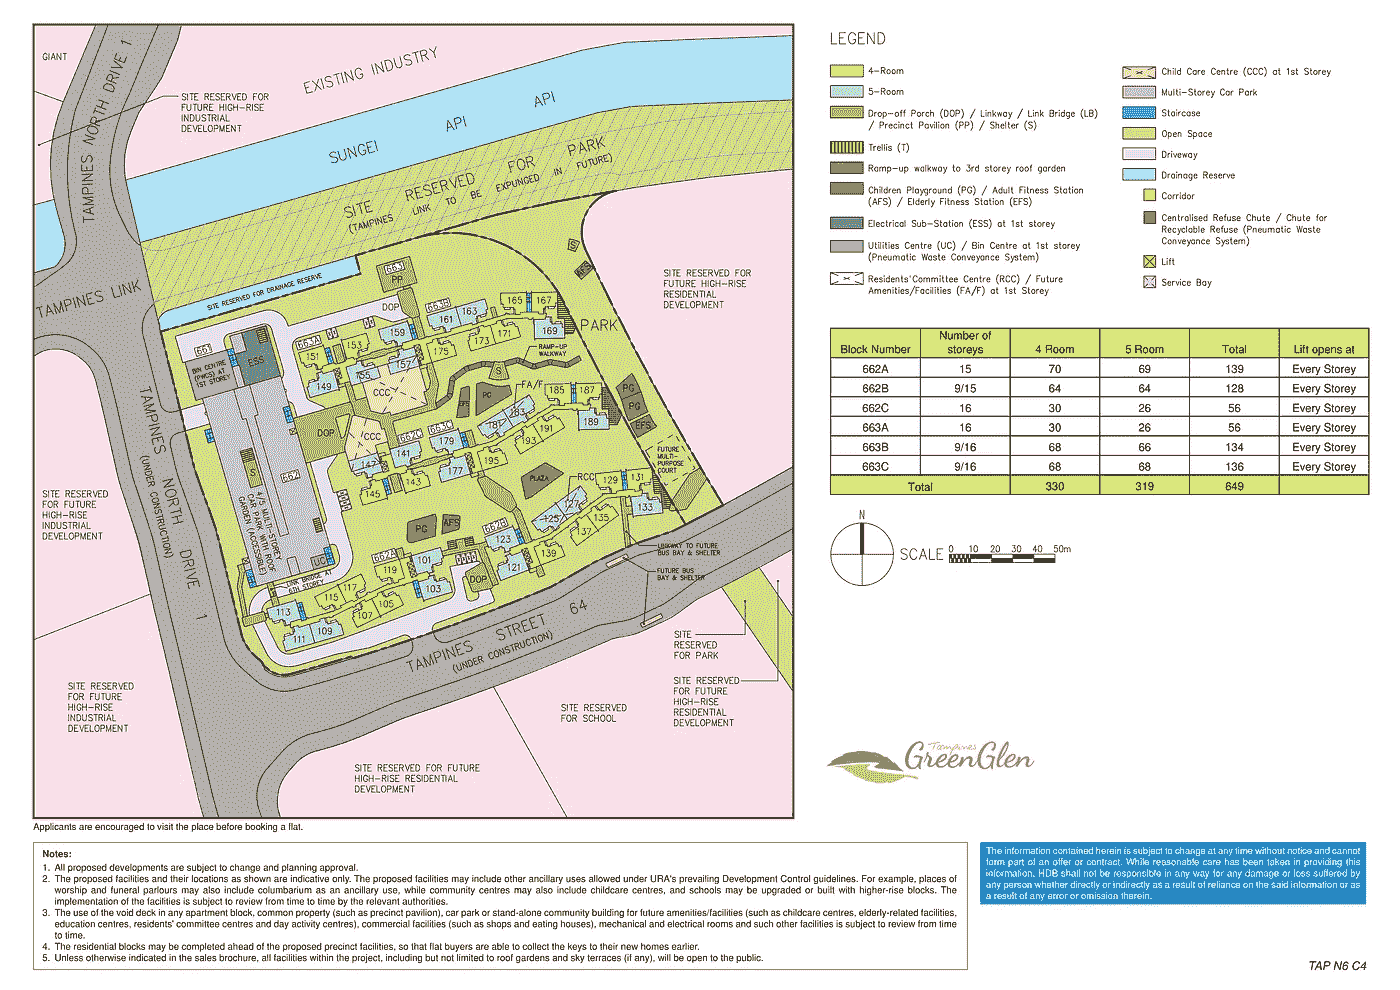 GIANT
TAMPINES NORTH DRIVE 1
SITE RESERVED FOR
FUTURE HIGH-RISE
INDUSTRIAL
DEVELOPMENT
EXISTING INDUSTRY
SUNGEI API API
SITE RESERVED FOR PARK
(TAMPINES LINK TO BE EXPUNGED IN FUTURE)
TAMPINES LINK
SITE RESERVED FOR DRAINAGE RESERVE
SITE RESERVED FOR
FUTURE HIGH-RISE
RESIDENTIAL
DEVELOPMENT
PARK
S
AFS
663
PP
DOP
663B
165 167
161 163
169
159
171
173
175
663A
151 153
149
155
157
RAMP-UP
WALKWAY
661
BIN CENTRE
(PWCS) AT
1ST STOREY
ESS
CCC
S
FA/F
PG
EFS
185 187
189
PG
PG
EFS
183
181
191
193
195
DOP
CCC
662C
663C
141
179
177
147
145
143
FUTURE
MULTI-
PURPOSE
COURT
PLAZA
RCC
129 131
133
127
125
135
137
139
662
S
4/5 MULTI-STOREY
CAR PARK WITH ROOF
GARDEN (ACCESSIBLE)
UC
LINK BRIDGE AT
6TH STOREY
PG
AFS
662B
123
121
662A
101
103
119
DOP
117
115
105
107
113
109
111
LINKWAY TO FUTURE
BUS BAY & SHELTER
FUTURE BUS
BAY & SHELTER
TAMPINES NORTH DRIVE 1
(UNDER CONSTRUCTION)
TAMPINES STREET 64
(UNDER CONSTRUCTION)
SITE RESERVED
FOR FUTURE
HIGH-RISE
INDUSTRIAL
DEVELOPMENT
SITE RESERVED
FOR FUTURE
HIGH-RISE
INDUSTRIAL
DEVELOPMENT
SITE
RESERVED
FOR PARK
SITE RESERVED
FOR FUTURE
HIGH-RISE
RESIDENTIAL
DEVELOPMENT
SITE RESERVED
FOR SCHOOL
SITE RESERVED FOR FUTURE
HIGH-RISE RESIDENTIAL
DEVELOPMENT
LEGEND
4-Room
5-Room
Drop-off Porch (DOP) / Linkway / Link Bridge (LB)
/ Precinct Pavilion (PP) / Shelter (S)
Trellis (T)
Ramp-up walkway to 3rd storey roof garden
Children Playground (PG) / Adult Fitness Station
(AFS) / Elderly Fitness Station (EFS)
Electrical Sub-Station (ESS) at 1st storey
Utilities Centre (UC) / Bin Centre at 1st storey
(Pneumatic Waste Conveyance System)
Residents'Committee Centre (RCC) / Future
Amenities/Facilities (FA/F) at 1st Storey
Child Care Centre (CCC) at 1st Storey
Multi-Storey Car Park
Staircase
Open Space
Driveway
Drainage Reserve
Corridor
Centralised Refuse Chute / Chute for
Recyclable Refuse (Pneumatic Waste
Conveyance System)
Lift
Service Bay
Block Number Number of storeys 4 Room 5 Room Total Lift opens at
662A 15 70 69 139 Every Storey
662B 9/15 64 64 128 Every Storey
662C 16 30 26 56 Every Storey
663A 16 30 26 56 Every Storey
663B 9/16 68 66 134 Every Storey
663C 9/16 68 68 136 Every Storey
Total 330 319 649
N
SCALE 0 10 20 30 40 50m
Tampines
GreenGlen
Applicants are encouraged to visit the place before booking a flat.
Notes:
1. All proposed developments are subject to change and planning approval.
2. The proposed facilities and their locations as shown are indicative only. The proposed facilities may include other ancillary uses allowed under URA's prevailing Development Control guidelines. For example, places of
worship and funeral parlours may also include columbarium as an ancillary use, while community centres may also include childcare centres, and schools may be upgraded or built with higher-rise blocks. The
implementation of the facilities is subject to review from time to time by the relevant authorities.
3. The use of the void deck in any apartment block, common property (such as precinct pavilion), car park or stand-alone community building for future amenities/facilities (such as childcare centres, elderly-related facilities,
education centres, residents' committee centres and day activity centres), commercial facilities (such as shops and eating houses), mechanical and electrical rooms and such other facilities is subject to review from time
to time.
4. The residential blocks may be completed ahead of the proposed precinct facilities, so that flat buyers are able to collect the keys to their new homes earlier.
5. Unless otherwise indicated in the sales brochure, all facilities within the project, including but not limited to roof gardens and sky terraces (if any), will be open to the public.
The information contained herein is subject to change at any time without notice and cannot
form part of an offer or contract. While reasonable care has been taken in providing this
information, HDB shall not be responsible in any way for any damage or loss suffered by
any person whether directly or indirectly as a result of reliance on the said information or as
a result of any error or omission therein.
TAP N6 C4